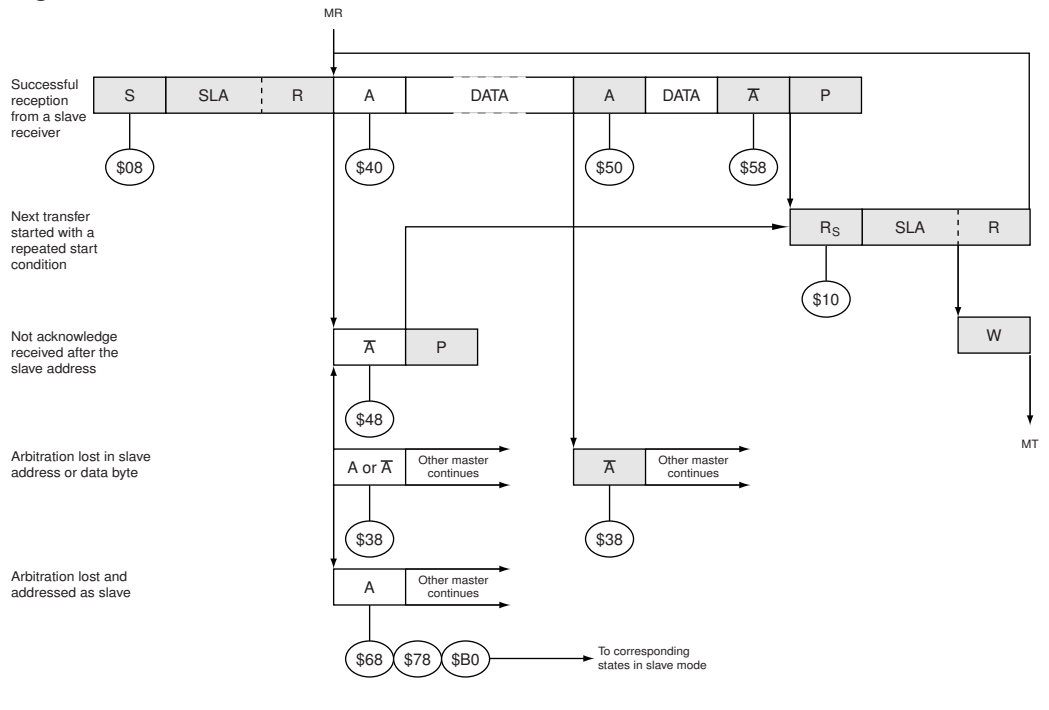 MR
Successful
reception
from a slave
receiver
S SLA R A DATA A DATA A̅ P
$08 $40 $50 $58
Next transfer
started with a
repeated start
condition
RS SLA R
$10
Not acknowledge
received after the
slave address
A̅ P
W
$48
MT
Arbitration lost in slave
address or data byte
A or A̅ Other master
continues
A̅ Other master
continues
$38 $38
Arbitration lost and
addressed as slave
A Other master
continues
$68 $78 $B0 To corresponding
states in slave mode